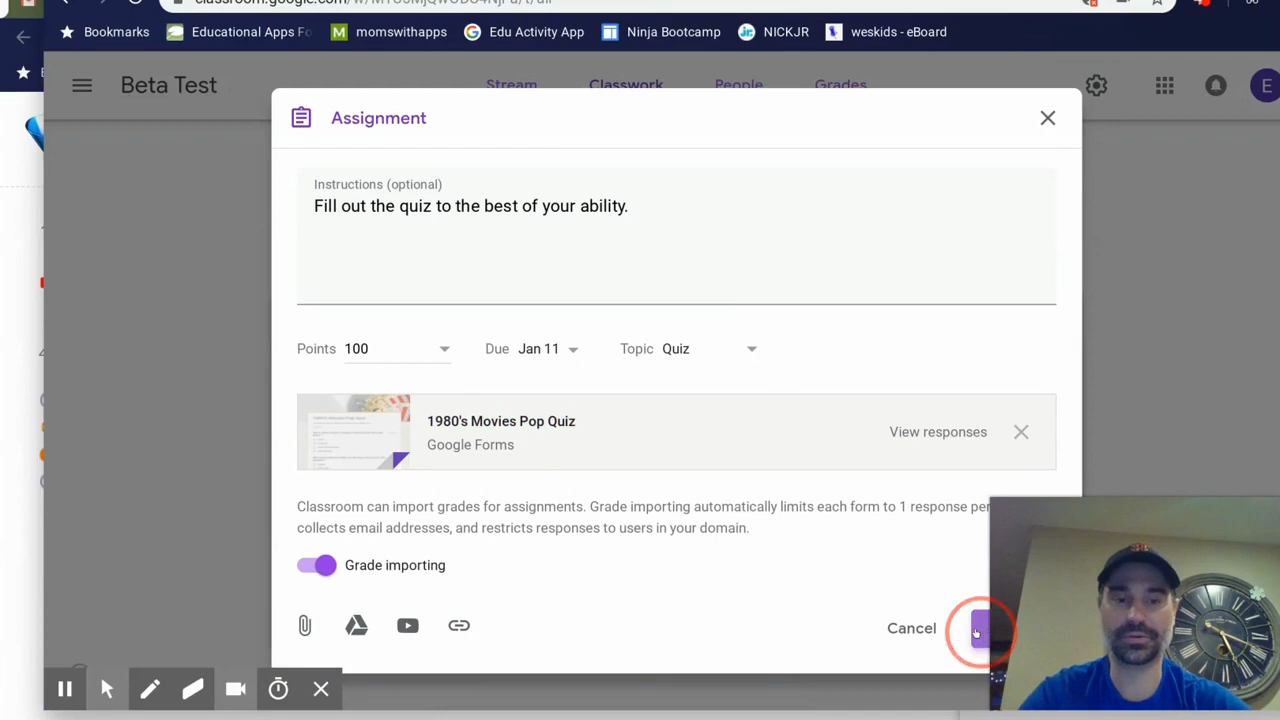 classroom.google.com/w/
Bookmarks
Educational Apps Fo
momswithapps
Edu Activity App
Ninja Bootcamp
NICKJR
weskids - eBoard
Beta Test
Stream
Classwork
People
Grades
E
Assignment
Instructions (optional)
Fill out the quiz to the best of your ability.
Points 100
Due Jan 11
Topic Quiz
1980's Movies Pop Quiz
Google Forms
View responses
Classroom can import grades for assignments. Grade importing automatically limits each form to 1 response per
collects email addresses, and restricts responses to users in your domain.
Grade importing
Cancel